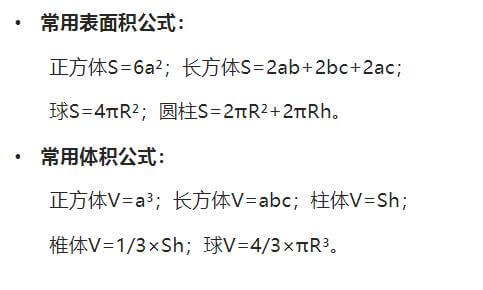 • 常用表面积公式：
正方体S=6a²；长方体S=2ab+2bc+2ac；
球S=4πR²；圆柱S=2πR²+2πRh。
• 常用体积公式：
正方体V=a³；长方体V=abc；柱体V=Sh；
椎体V=1/3×Sh；球V=4/3×πR³。